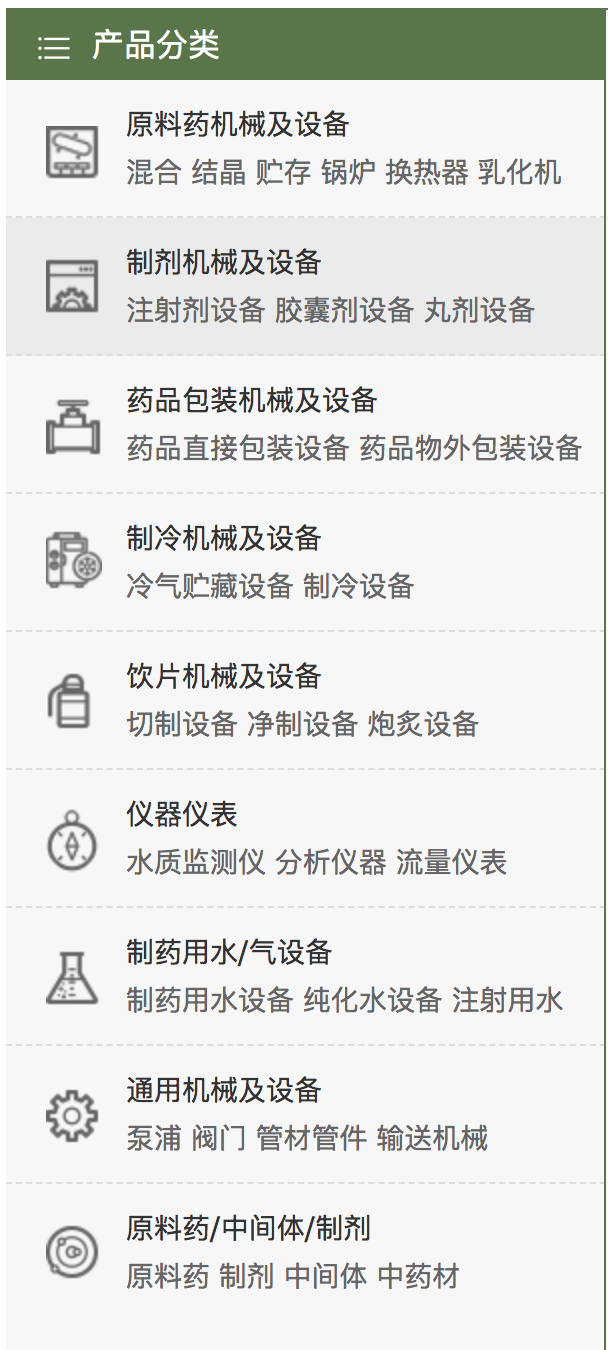 产品分类
原料药机械及设备
混合 结晶 贮存 锅炉 换热器 乳化机
制剂机械及设备
注射剂设备 胶囊剂设备 丸剂设备
药品包装机械及设备
药品直接包装设备 药品物外包装设备
制冷机械及设备
冷气贮藏设备 制冷设备
饮片机械及设备
切制设备 净制设备 炮炙设备
仪器仪表
水质监测仪 分析仪器 流量仪表
制药用水/气设备
制药用水设备 纯化水设备 注射用水
通用机械及设备
泵浦 阀门 管材管件 输送机械
原料药/中间体/制剂
原料药 制剂 中间体 中药材